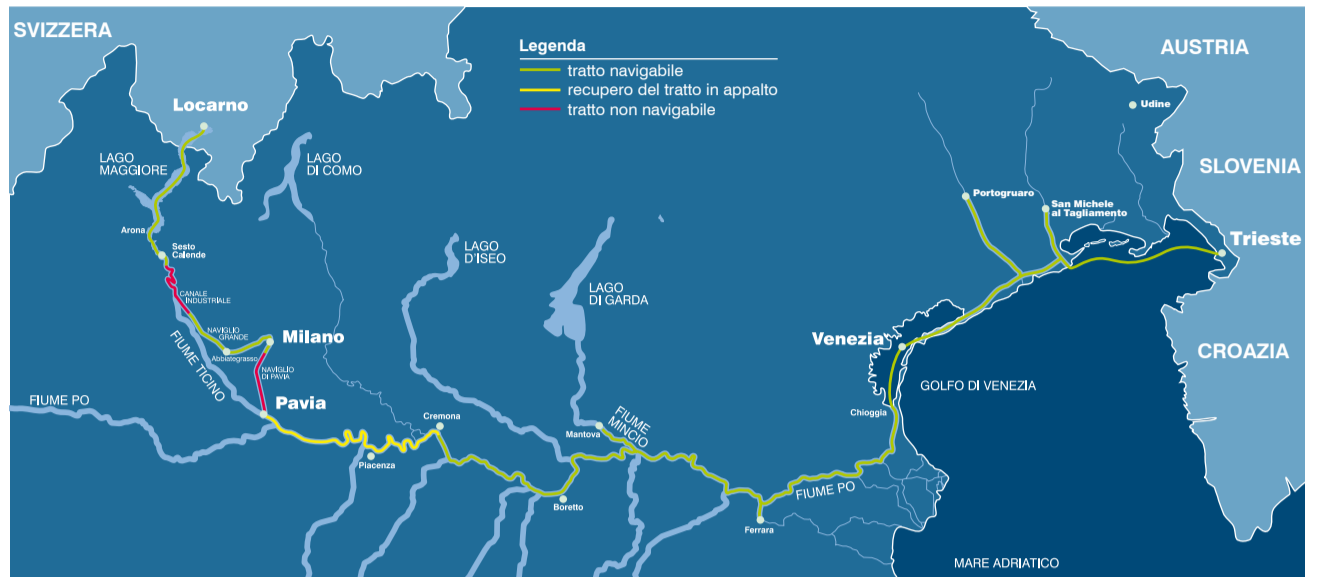 SVIZZERA
Legenda
tratto navigabile
recupero del tratto in appalto
tratto non navigabile
AUSTRIA
Udine
SLOVENIA
Locarno
LAGO
MAGGIORE
LAGO
DI COMO
Arona
Sesto
Calende
LAGO
D'ISEO
LAGO
DI GARDA
Portogruaro
San Michele
al Tagliamento
Trieste
CANALE
INDUSTRIALE
NAVIGLIO
GRANDE
Abbiategrasso
Milano
NAVIGLIO
DI PAVIA
FIUME TICINO
Venezia
CROAZIA
GOLFO DI VENEZIA
FIUME PO
Pavia
Chioggia
Cremona
Mantova
FIUME
MINCIO
Piacenza
Boretto
FIUME PO
Ferrara
MARE ADRIATICO